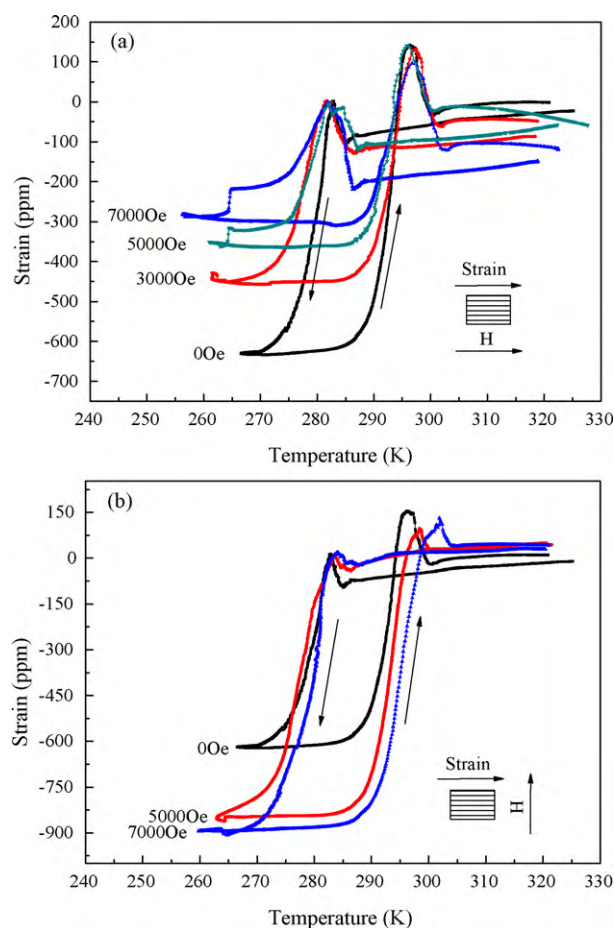 (a)
200
100
0
-100
-200
-300
-400
-500
-600
-700
Strain (ppm)
7000Oe
5000Oe
3000Oe
0Oe
Strain
H
240 250 260 270 280 290 300 310 320 330
Temperature (K)
(b)
150
0
-150
-300
-450
-600
-750
-900
Strain (ppm)
0Oe
5000Oe
7000Oe
Strain
H
240 250 260 270 280 290 300 310 320 330
Temperature (K)